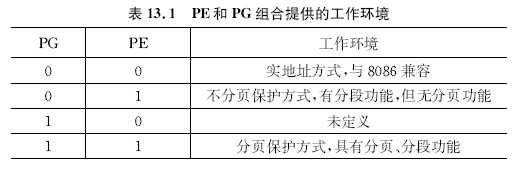 表 13.1 PE 和 PG 组合提供的工作环境
PG PE 工作环境
0 0 实地址方式,与 8086 兼容
0 1 不分页保护方式,有分段功能,但无分页功能
1 0 未定义
1 1 分页保护方式,具有分页、分段功能